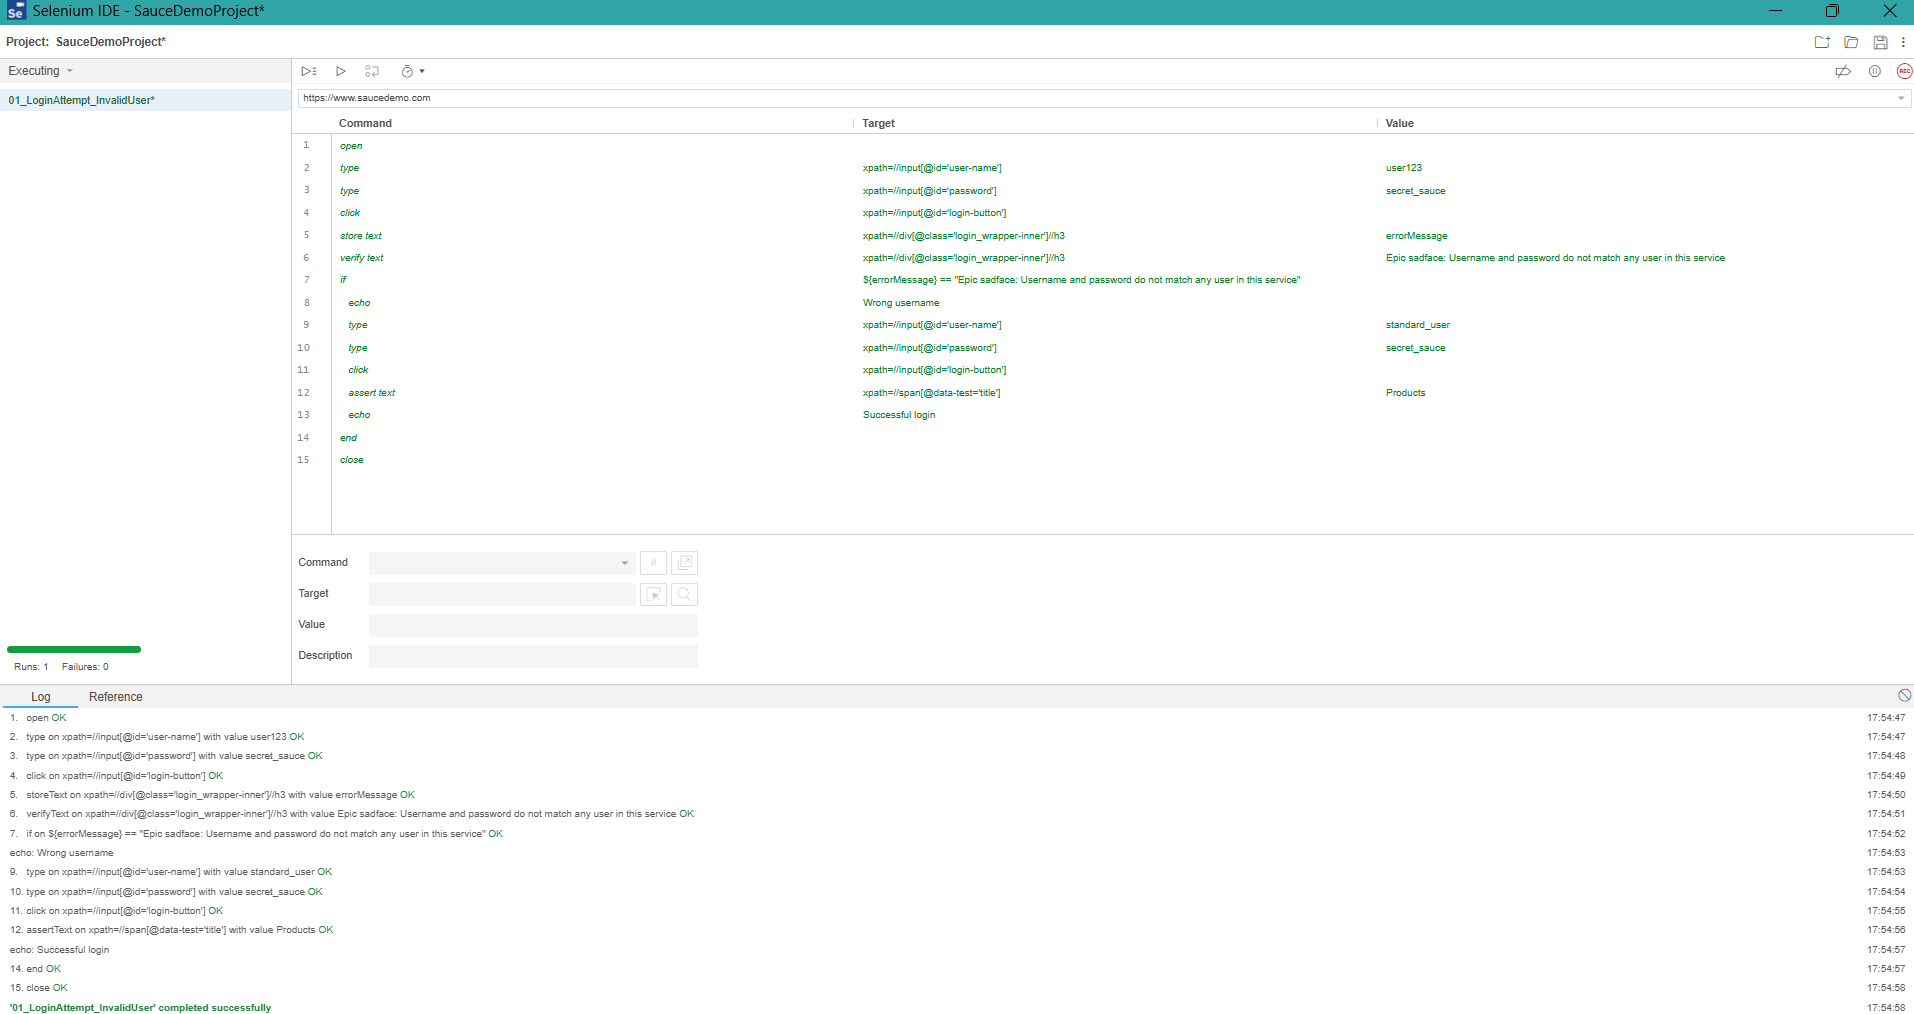 Se Selenium IDE - SauceDemoProject*
Project: SauceDemoProject*
Executing
01_LoginAttempt_InvalidUser*
REC
https://www.saucedemo.com
Command Target Value
1 open
2 type xpath=//input[@id='user-name'] user123
3 type xpath=//input[@id='password'] secret_sauce
4 click xpath=//input[@id='login-button']
5 store text xpath=//div[@class='login_wrapper-inner']//h3 errorMessage
6 verify text xpath=//div[@class='login_wrapper-inner']//h3 Epic sadface: Username and password do not match any user in this service
7 if ${errorMessage} == "Epic sadface: Username and password do not match any user in this service"
8 echo Wrong username
9 type xpath=//input[@id='user-name'] standard_user
10 type xpath=//input[@id='password'] secret_sauce
11 click xpath=//input[@id='login-button']
12 assert text xpath=//span[@data-test='title'] Products
13 echo Successful login
14 end
15 close
Command //
Target
Value
Description
Runs: 1 Failures: 0
Log Reference
1. open OK 17:54:47
2. type on xpath=//input[@id='user-name'] with value user123 OK 17:54:47
3. type on xpath=//input[@id='password'] with value secret_sauce OK 17:54:48
4. click on xpath=//input[@id='login-button'] OK 17:54:49
5. storeText on xpath=//div[@class='login_wrapper-inner']//h3 with value errorMessage OK 17:54:50
6. verifyText on xpath=//div[@class='login_wrapper-inner']//h3 with value Epic sadface: Username and password do not match any user in this service OK 17:54:51
7. if on ${errorMessage} == "Epic sadface: Username and password do not match any user in this service" OK 17:54:52
echo: Wrong username 17:54:53
9. type on xpath=//input[@id='user-name'] with value standard_user OK 17:54:53
10. type on xpath=//input[@id='password'] with value secret_sauce OK 17:54:54
11. click on xpath=//input[@id='login-button'] OK 17:54:55
12. assertText on xpath=//span[@data-test='title'] with value Products OK 17:54:56
echo: Successful login 17:54:57
14. end OK 17:54:57
15. close OK 17:54:58
'01_LoginAttempt_InvalidUser' completed successfully 17:54:58